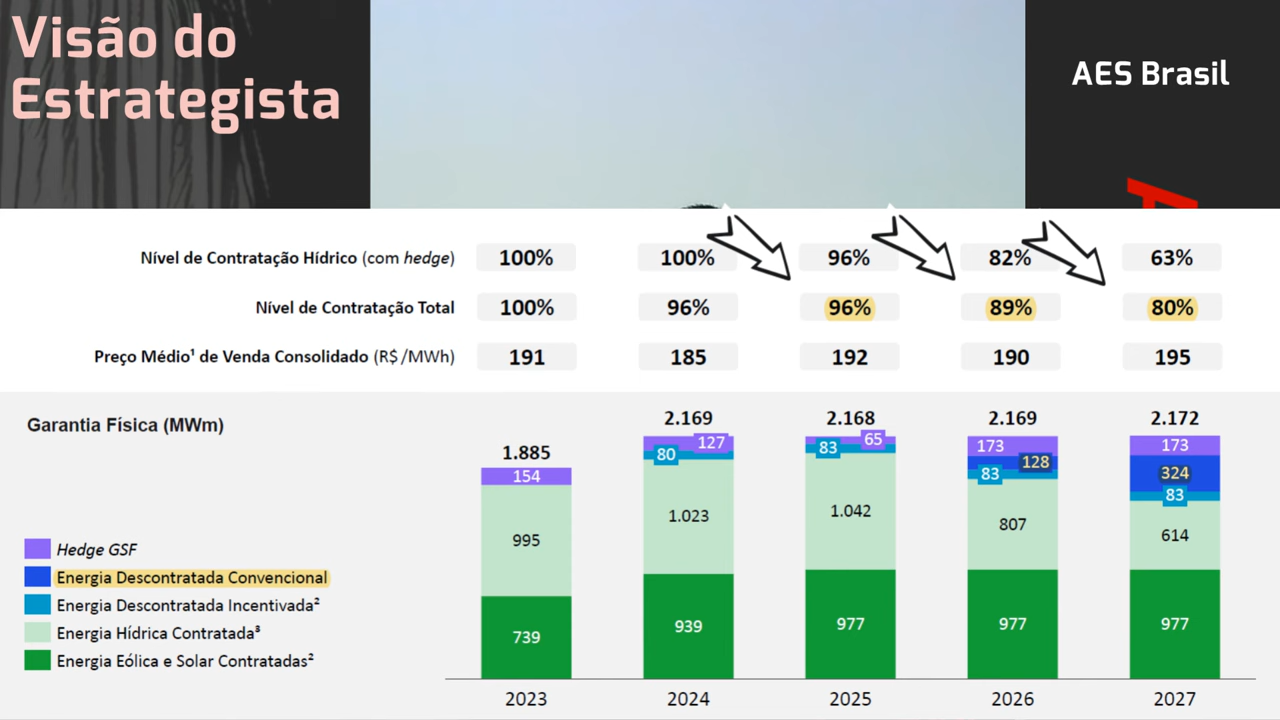 Visão do
Estrategista
AES Brasil
Nível de Contratação Hídrico (com hedge) 100% 100% 96% 82% 63%
Nível de Contratação Total 100% 96% 96% 89% 80%
Preço Médio¹ de Venda Consolidado (R$/MWh) 191 185 192 190 195
Garantia Física (MWm)
1.885 2.169 2.168 2.169 2.172
154 127 65 173 173
80 83 128 324
83 83
995 1.023 1.042 807 614
739 939 977 977 977
Hedge GSF
Energia Descontratada Convencional
Energia Descontratada Incentivada²
Energia Hídrica Contratada³
Energia Eólica e Solar Contratadas²
2023 2024 2025 2026 2027